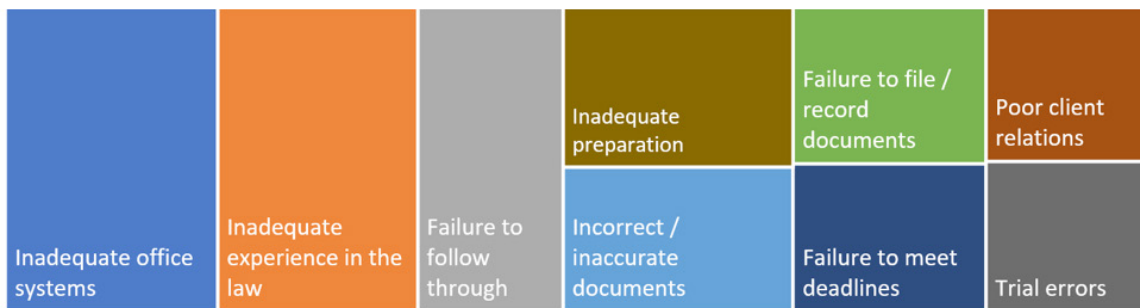 Inadequate office
systems
Inadequate
experience in the
law
Failure to
follow
through
Inadequate
preparation
Incorrect /
inaccurate
documents
Failure to file /
record
documents
Failure to meet
deadlines
Poor client
relations
Trial errors